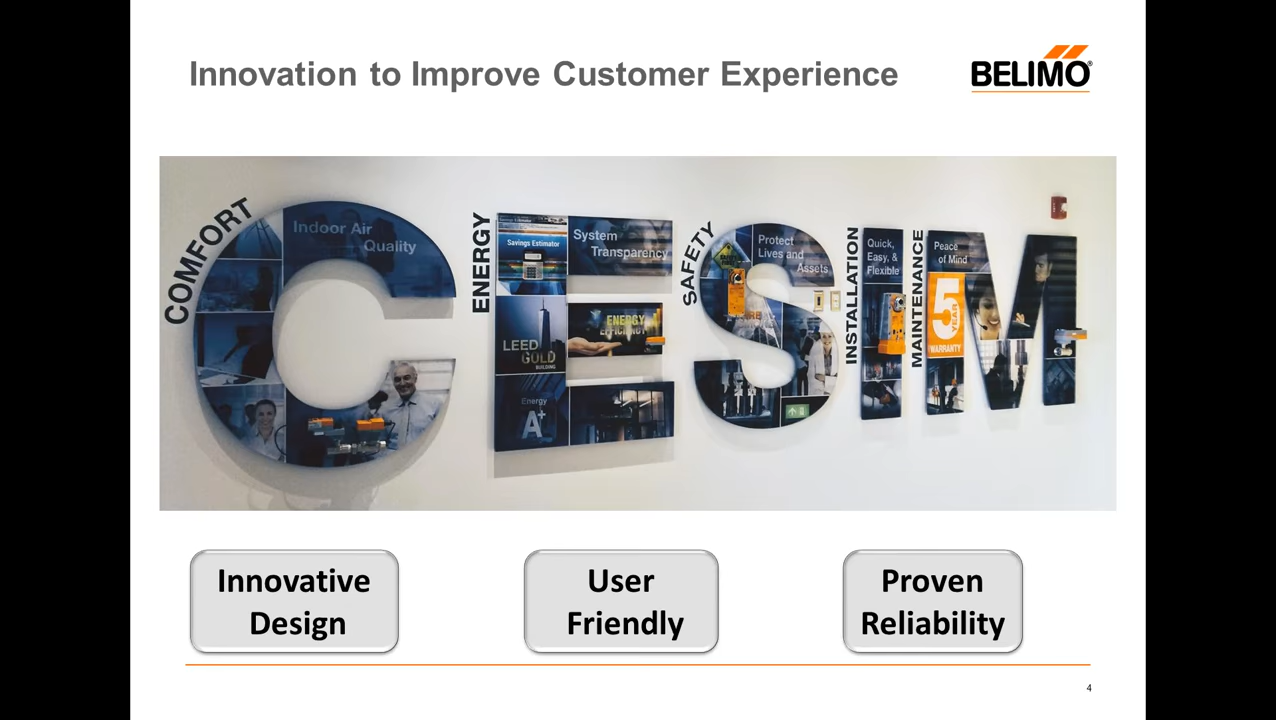 Innovation to Improve Customer Experience
BELIMO®
COMFORT
Indoor Air
Quality
ENERGY
Savings Estimator
System
Transparency
ENERGY
EFFICIENCY
LEED
GOLD
BUILDING
Energy
A+
SAFETY
Protect
Lives and
Assets
INSTALLATION
Quick,
Easy, &
Flexible
MAINTENANCE
Peace
of Mind
5
YEAR
WARRANTY
Innovative
Design
User
Friendly
Proven
Reliability
4